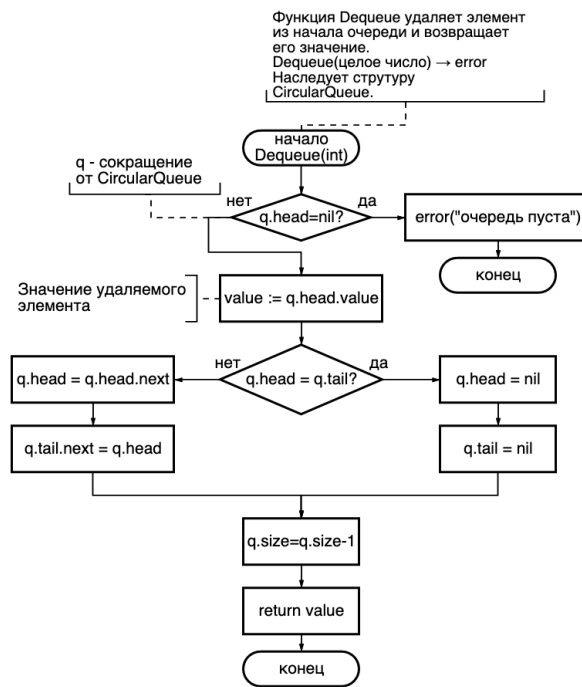 Функция Dequeue удаляет элемент
из начала очереди и возвращает
его значение.
Dequeue(целое число) → error
Наследует струтуру
CircularQueue.
начало
Dequeue(int)
q - сокращение
от CircularQueue
нет
да
q.head=nil?
error("очередь пуста")
конец
Значение удаляемого
элемента
value := q.head.value
нет
да
q.head = q.head.next
q.head = q.tail?
q.head = nil
q.tail.next = q.head
q.tail = nil
q.size=q.size-1
return value
конец